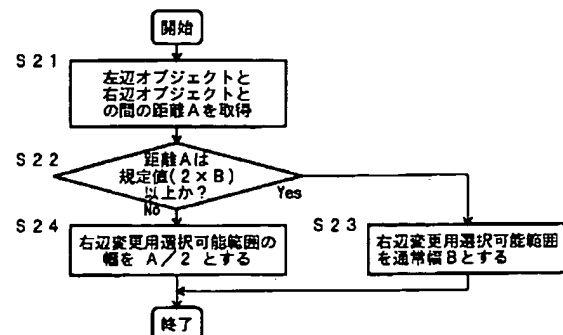 開始
S21
左辺オブジェクトと
右辺オブジェクトと
の間の距離Aを取得
S22
距離Aは
規定値(2×B)
以上か?
Yes
No
S24
右辺変更用選択可能範囲の
幅を A/2 とする
S23
右辺変更用選択可能範囲
を通常幅Bとする
終了